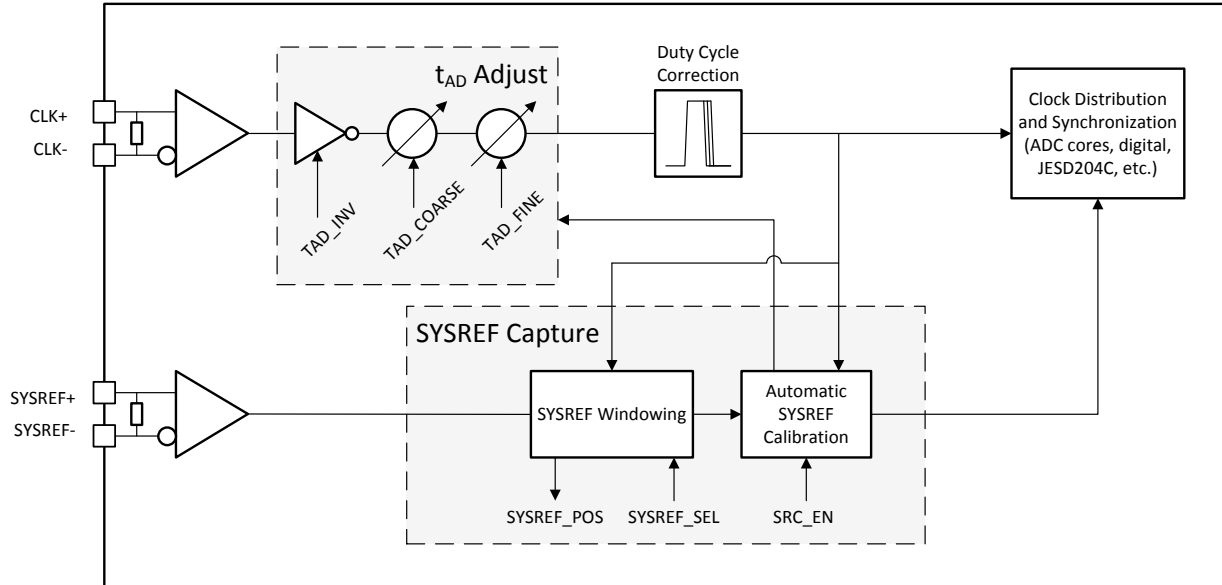 t_AD Adjust
Duty Cycle
Correction
Clock Distribution
and Synchronization
(ADC cores, digital,
JESD204C, etc.)
CLK+
CLK-
TAD_INV
TAD_COARSE
TAD_FINE
SYSREF Capture
SYSREF+
SYSREF-
SYSREF Windowing
Automatic
SYSREF
Calibration
SYSREF_POS
SYSREF_SEL
SRC_EN